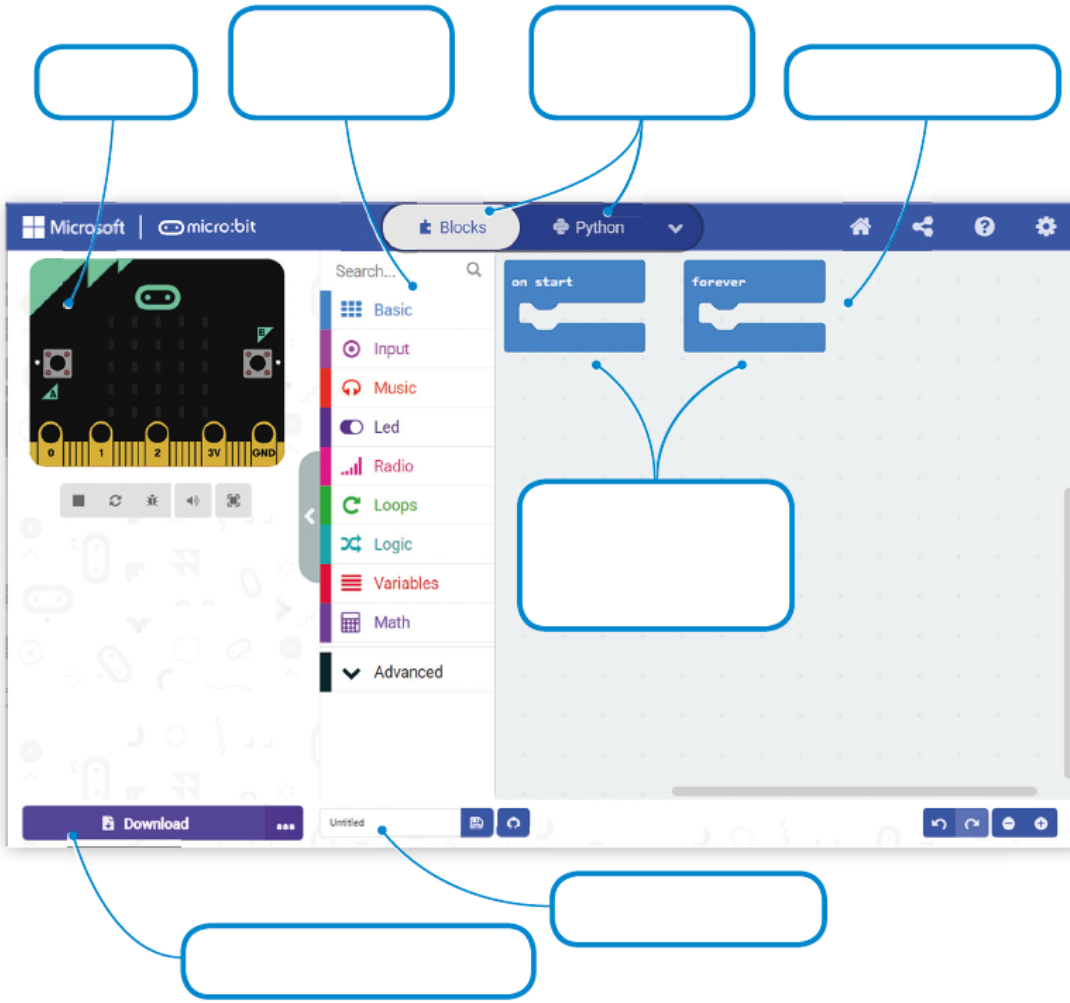 Microsoft micro:bit Blocks Python
Search...
on start forever
Basic
Input
B
Music
A
Led
0 1 2 3V GND
Radio
Loops
Logic
Variables
Math
Advanced
Download Untitled